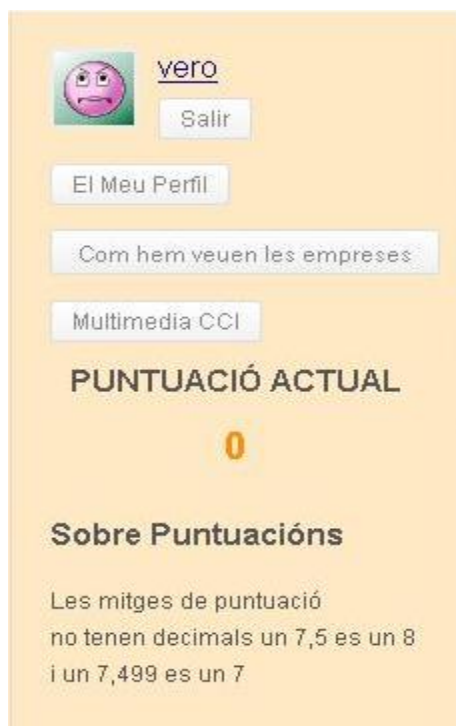 vero
Salir
El Meu Perfil
Com hem veuen les empreses
Multimedia CCI
PUNTUACIÓ ACTUAL
0
Sobre Puntuacións
Les mitges de puntuació
no tenen decimals un 7,5 es un 8
i un 7,499 es un 7